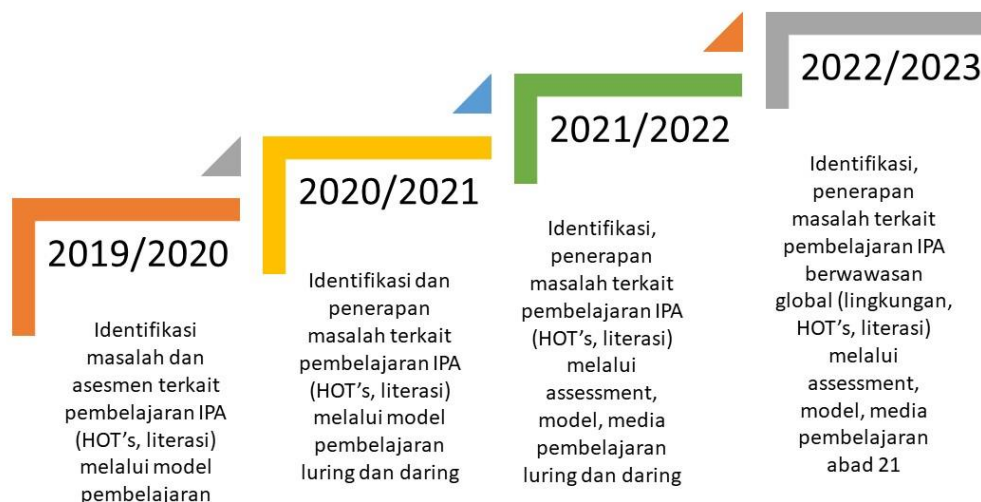 2019/2020
Identifikasi
masalah dan
asesmen terkait
pembelajaran IPA
(HOT's, literasi)
melalui model
pembelajaran
2020/2021
Identifikasi dan
penerapan
masalah terkait
pembelajaran IPA
(HOT's, literasi)
melalui model
pembelajaran
luring dan daring
2021/2022
Identifikasi,
penerapan
masalah terkait
pembelajaran IPA
(HOT's, literasi)
melalui
assessment,
model, media
pembelajaran
luring dan daring
2022/2023
Identifikasi,
penerapan
masalah terkait
pembelajaran IPA
berwawasan
global (lingkungan,
HOT's, literasi)
melalui
assessment,
model, media
pembelajaran
abad 21